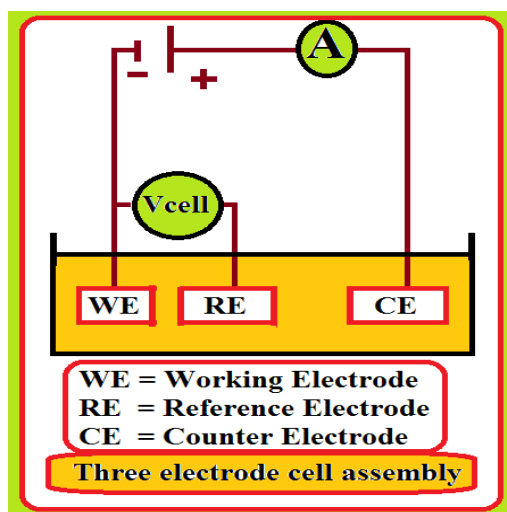 A
- +
Vcell
WE RE CE
WE = Working Electrode
RE = Reference Electrode
CE = Counter Electrode
Three electrode cell assembly